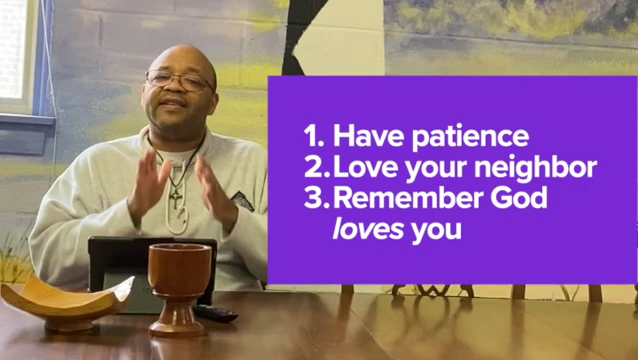 1. Have patience
2. Love your neighbor
3. Remember God
loves you